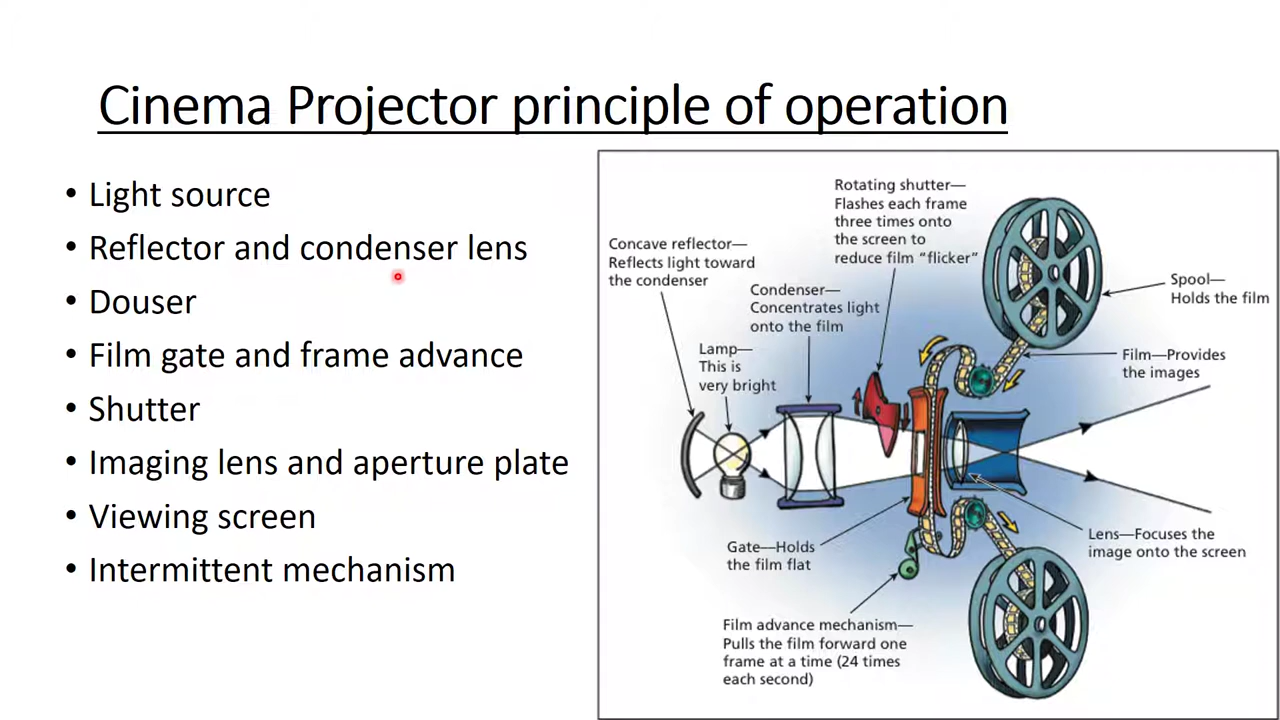 Cinema Projector principle of operation
• Light source
• Reflector and condenser lens
• Douser
• Film gate and frame advance
• Shutter
• Imaging lens and aperture plate
• Viewing screen
• Intermittent mechanism
Rotating shutter—
Flashes each frame
three times onto
the screen to
reduce film “flicker”
Concave reflector—
Reflects light toward
the condenser
Condenser—
Concentrates light
onto the film
Lamp—
This is
very bright
Spool—
Holds the film
Film—Provides
the images
Lens—Focuses the
image onto the screen
Gate—Holds
the film flat
Film advance mechanism—
Pulls the film forward one
frame at a time (24 times
each second)